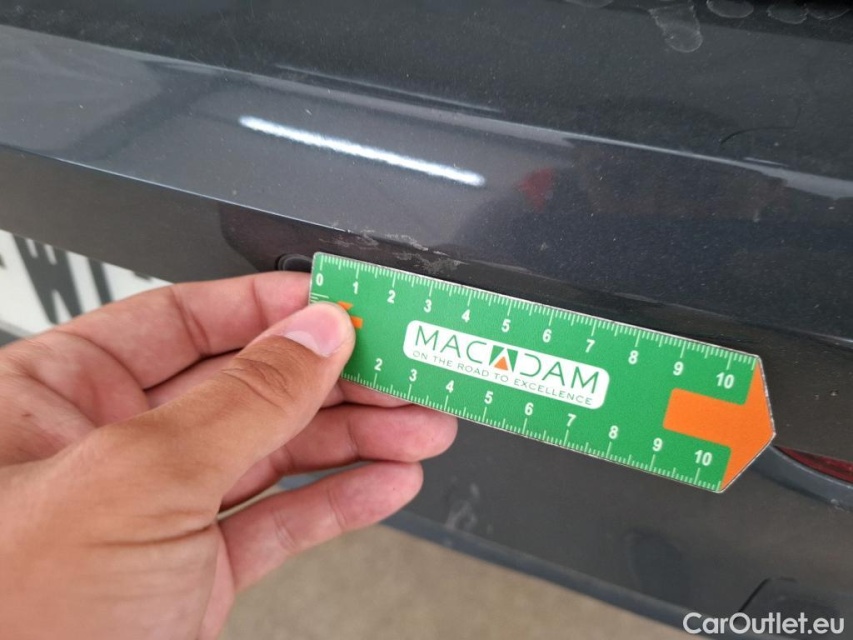 0 1 2 3 4 5 6 7 8 9 10
MACADAM
ON THE ROAD TO EXCELLENCE
2 3 4 5 6 7 8 9 10
CarOutlet.eu